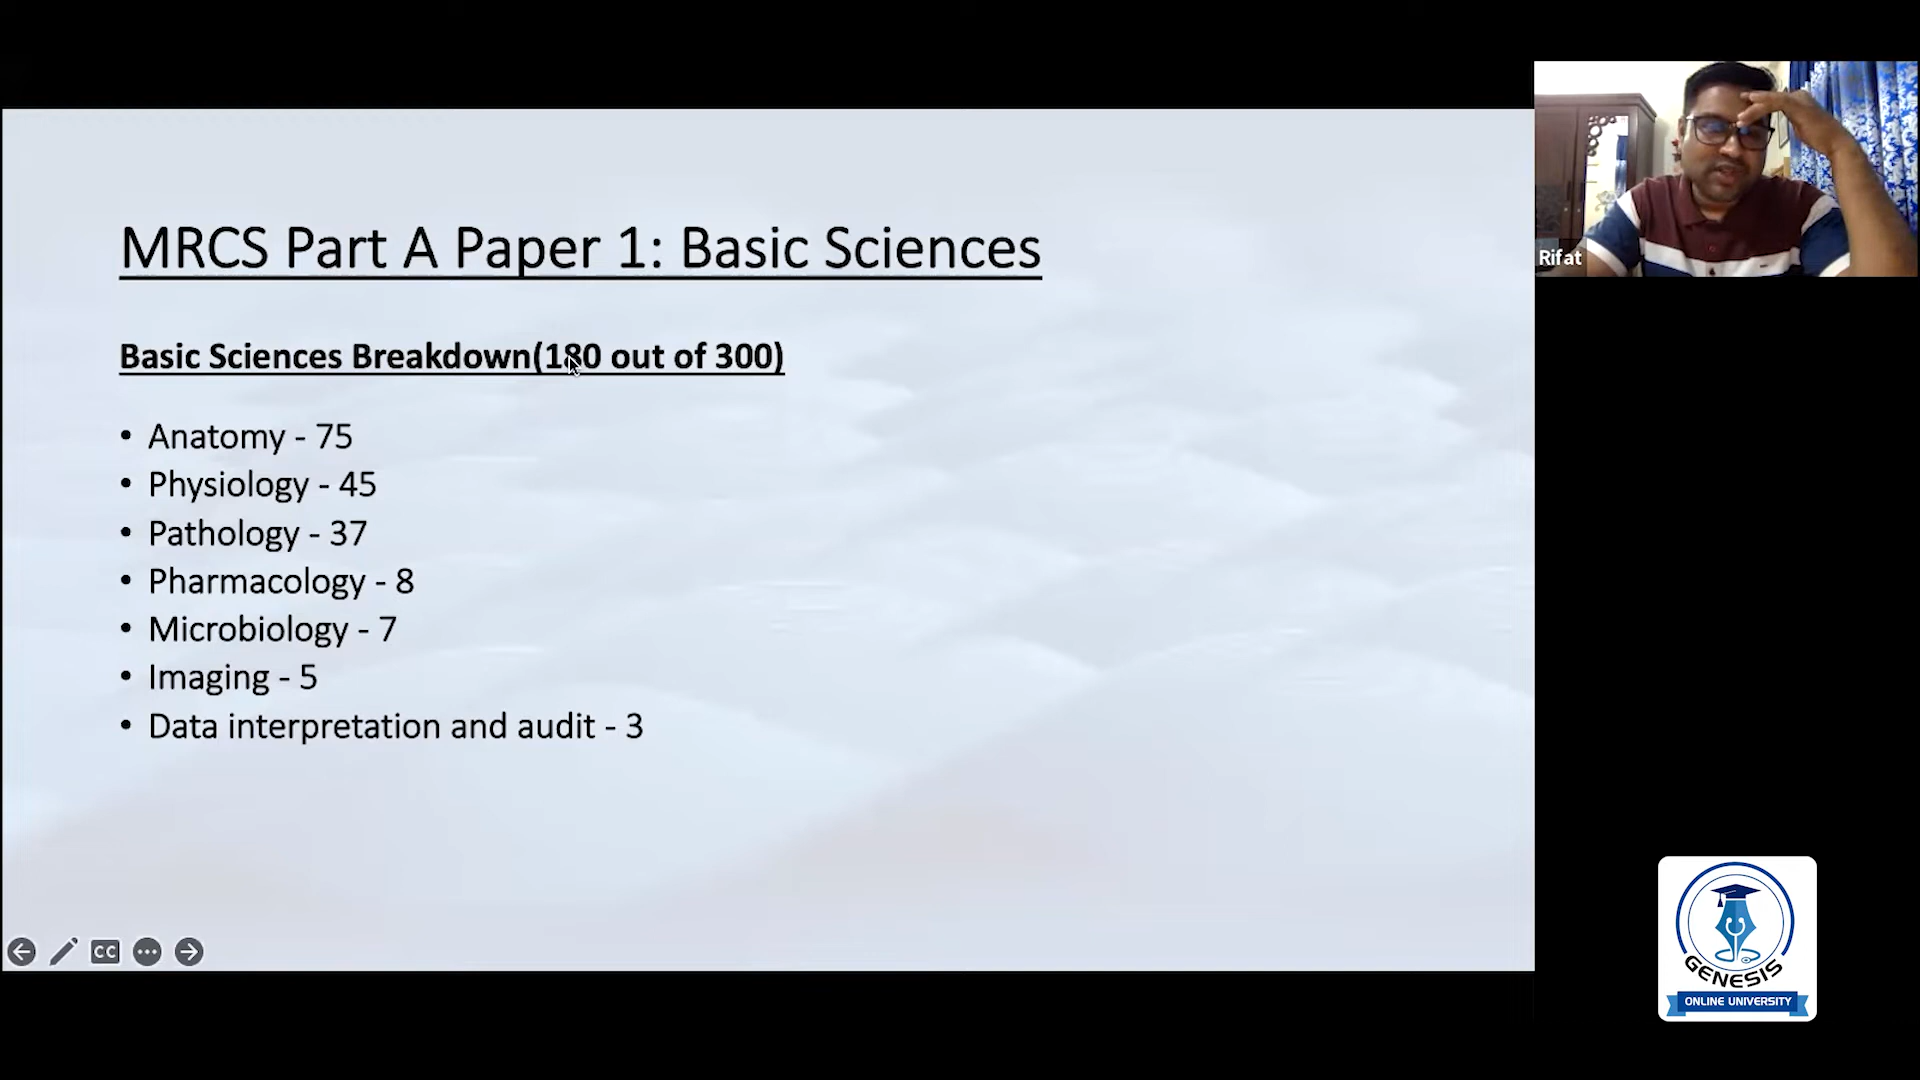 MRCS Part A Paper 1: Basic Sciences
Basic Sciences Breakdown(180 out of 300)
• Anatomy - 75
• Physiology - 45
• Pathology - 37
• Pharmacology - 8
• Microbiology - 7
• Imaging - 5
• Data interpretation and audit - 3
CC
Rifat
GENESIS
ONLINE UNIVERSITY